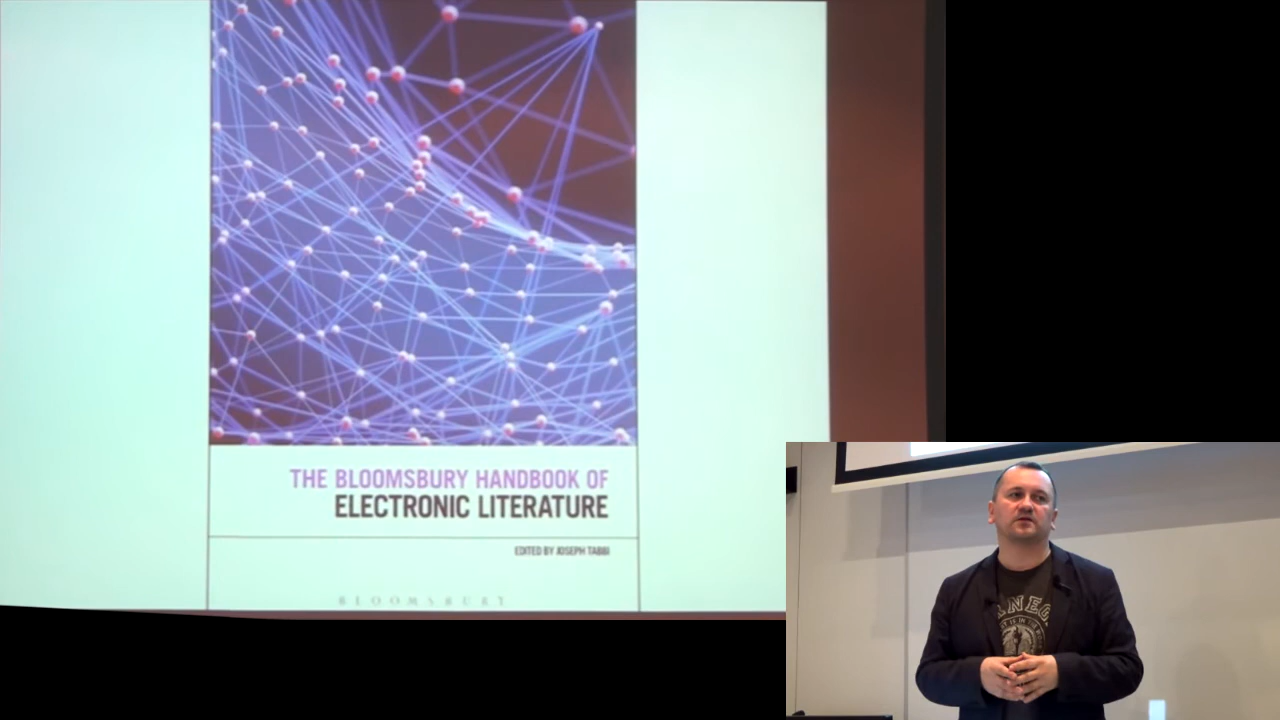 THE BLOOMSBURY HANDBOOK OF
ELECTRONIC LITERATURE
EDITED BY JOSEPH TABBI
BLOOMSBURY